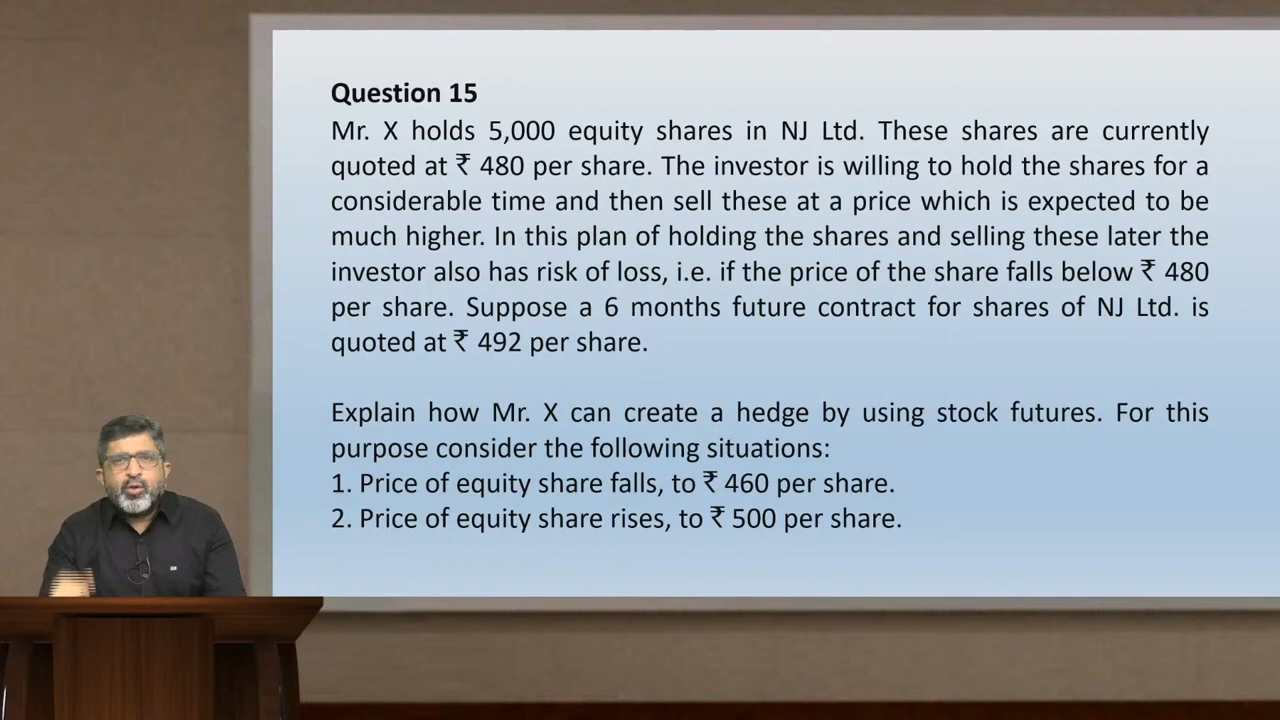 Question 15
Mr. X holds 5,000 equity shares in NJ Ltd. These shares are currently
quoted at ₹ 480 per share. The investor is willing to hold the shares for a
considerable time and then sell these at a price which is expected to be
much higher. In this plan of holding the shares and selling these later the
investor also has risk of loss, i.e. if the price of the share falls below ₹ 480
per share. Suppose a 6 months future contract for shares of NJ Ltd. is
quoted at ₹ 492 per share.
Explain how Mr. X can create a hedge by using stock futures. For this
purpose consider the following situations:
1. Price of equity share falls, to ₹ 460 per share.
2. Price of equity share rises, to ₹ 500 per share.